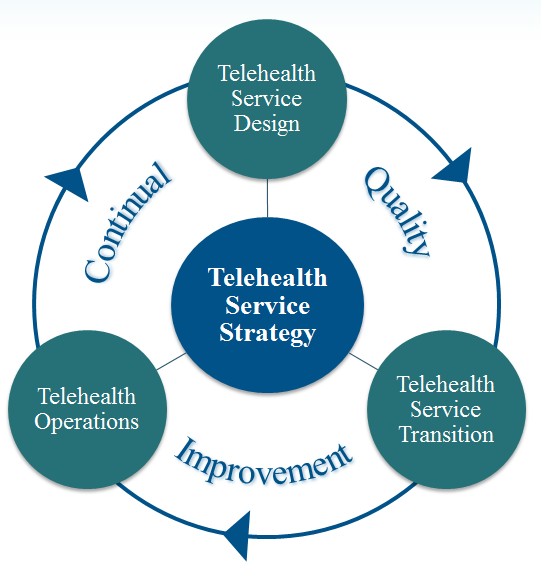 Telehealth
Service
Design
Continual
Quality
Telehealth
Service
Strategy
Telehealth
Operations
Telehealth
Service
Transition
Improvement